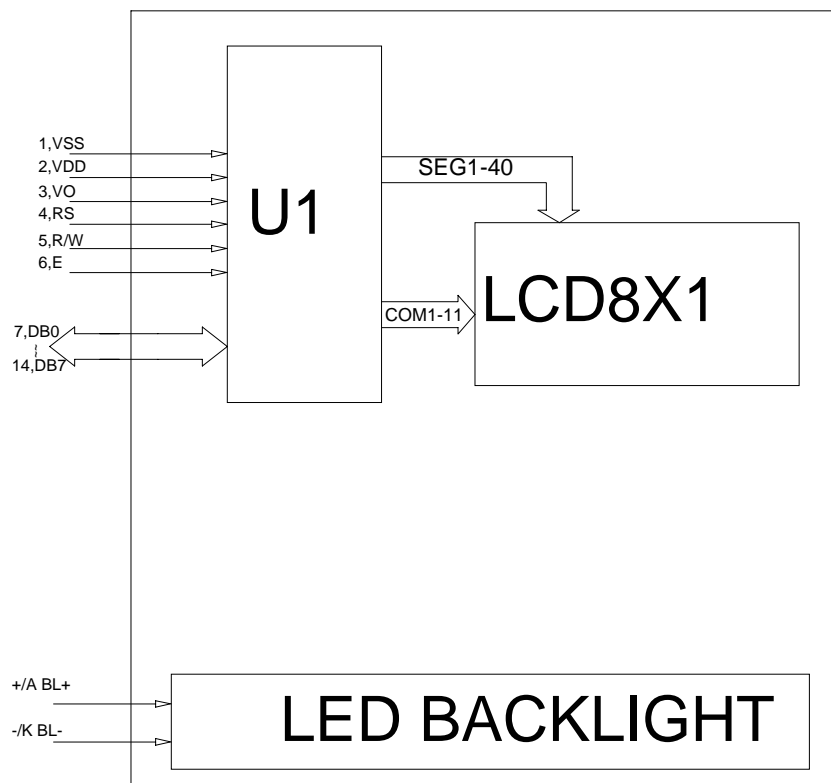 1,VSS
2,VDD
3,VO
4,RS
5,R/W
6,E
7,DB0
~
14,DB7
U1
SEG1-40
COM1-11
LCD8X1
+/A BL+
-/K BL-
LED BACKLIGHT